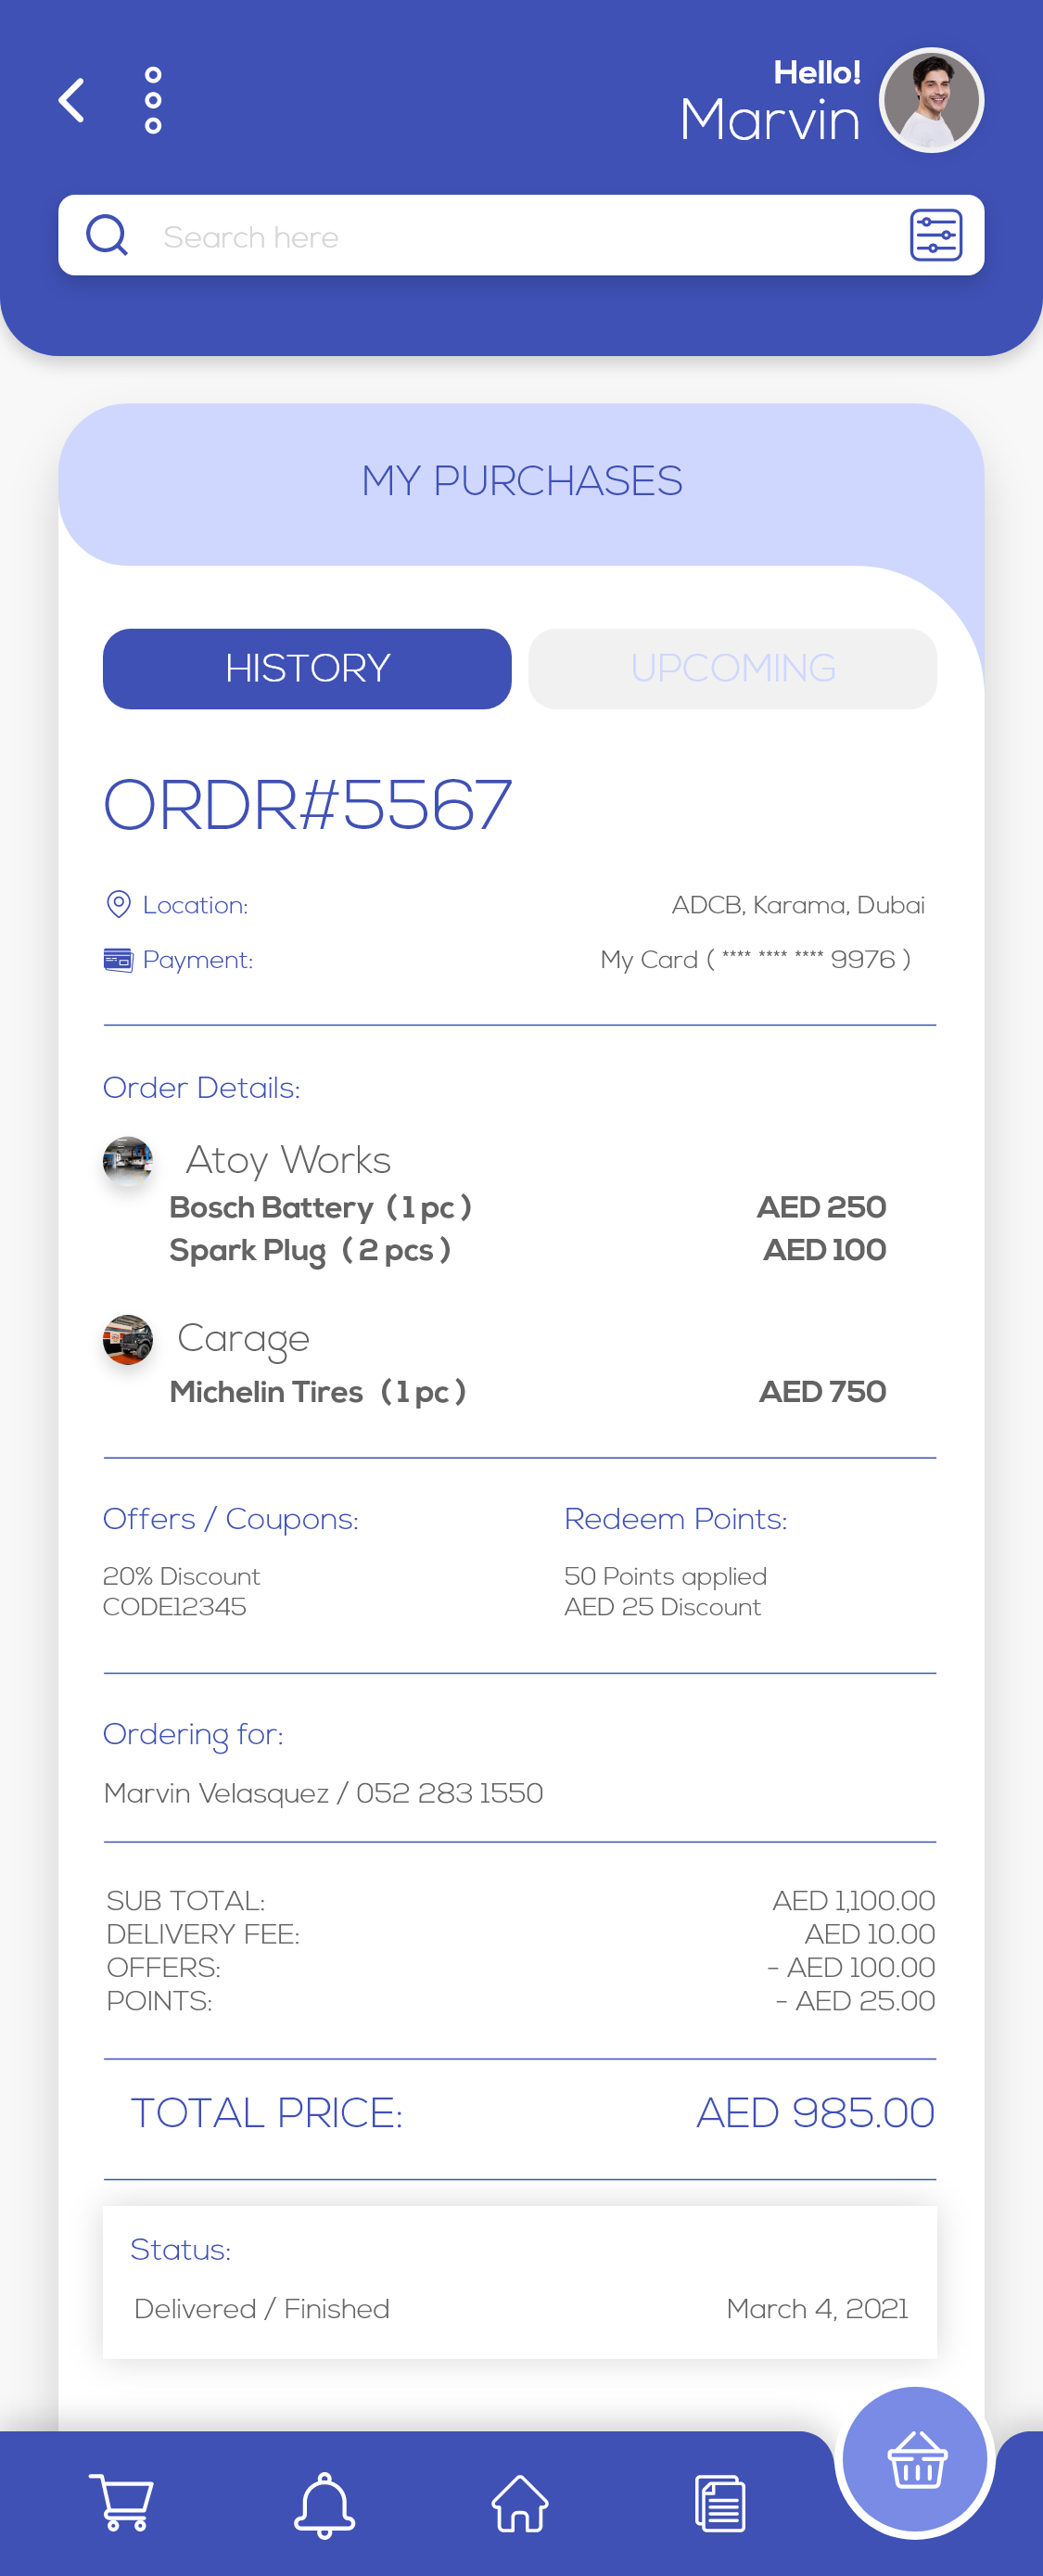 Hello!
Marvin
Search here
MY PURCHASES
HISTORY
UPCOMING
ORDR#5567
Location:
ADCB, Karama, Dubai
Payment:
My Card ( **** **** **** 9976 )
Order Details:
Atoy Works
Bosch Battery ( 1 pc ) AED 250
Spark Plug ( 2 pcs ) AED 100
Carage
Michelin Tires ( 1 pc ) AED 750
Offers / Coupons:
20% Discount
CODE12345
Redeem Points:
50 Points applied
AED 25 Discount
Ordering for:
Marvin Velasquez / 052 283 1550
SUB TOTAL: AED 1,100.00
DELIVERY FEE: AED 10.00
OFFERS: - AED 100.00
POINTS: - AED 25.00
TOTAL PRICE: AED 985.00
Status:
Delivered / Finished March 4, 2021